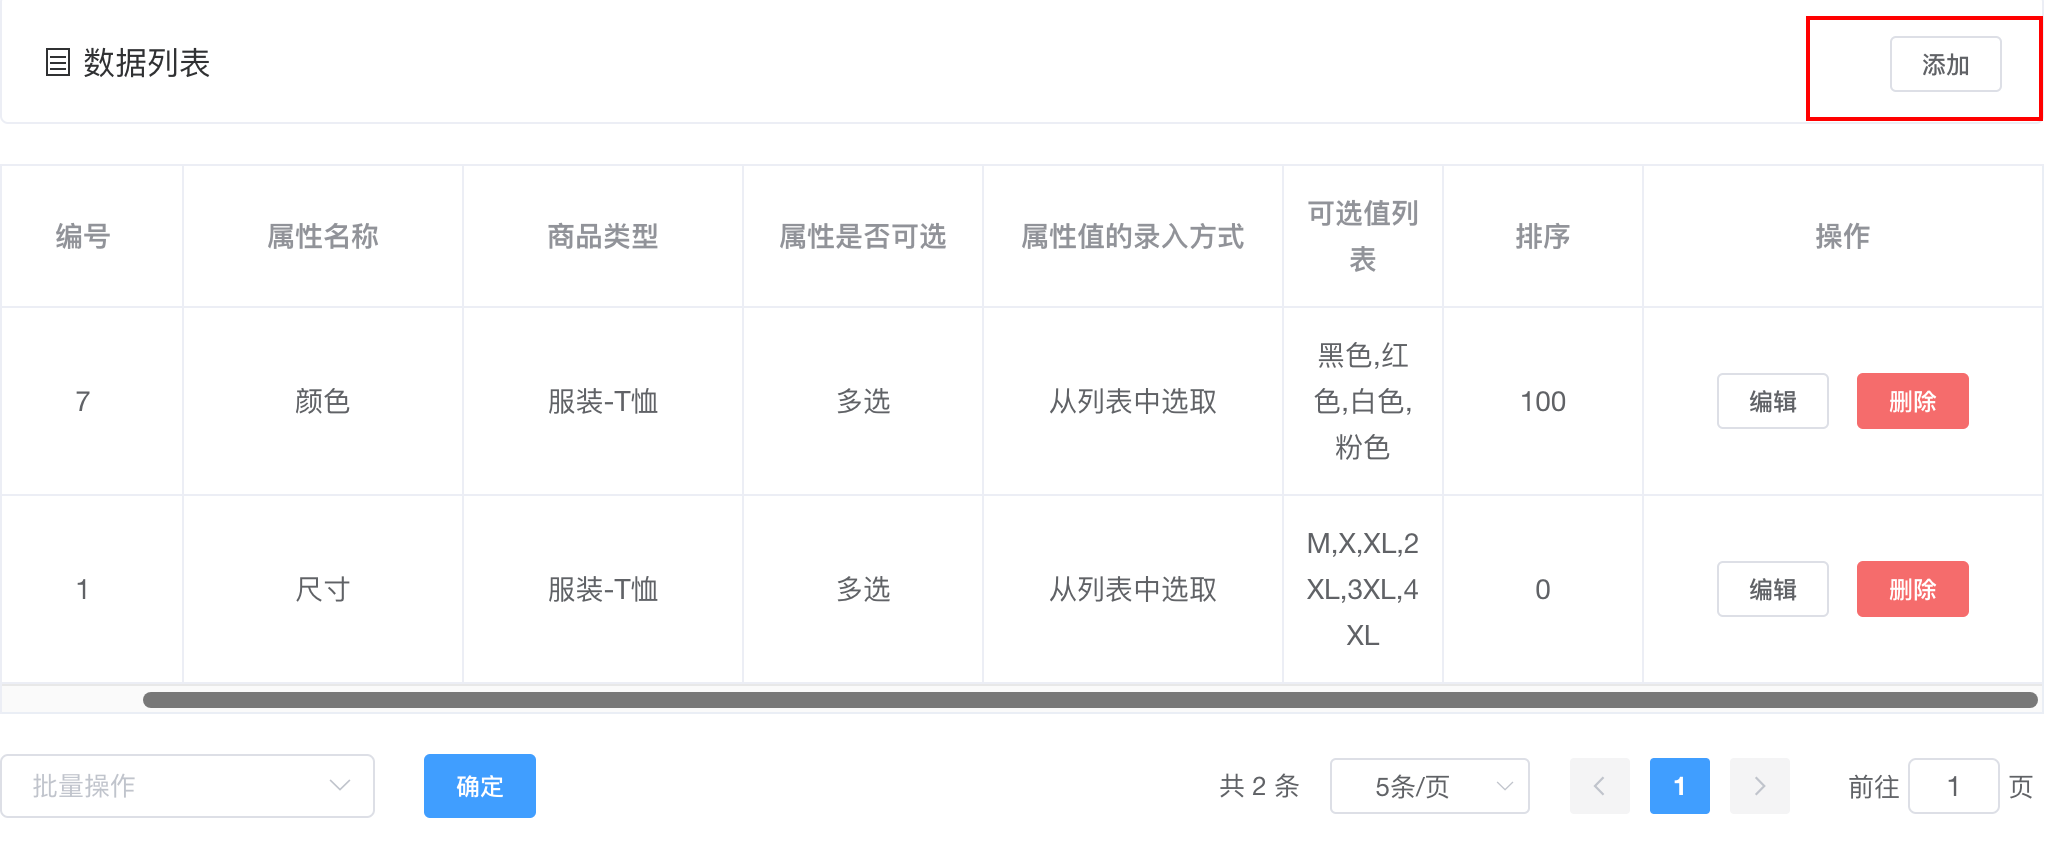 数据列表
添加
编号 属性名称 商品类型 属性是否可选 属性值的录入方式 可选值列 排序 操作
表
黑色,红
7 颜色 服装-T恤 多选 从列表中选取 色,白色, 100 编辑 删除
粉色
M,X,XL,2
1 尺寸 服装-T恤 多选 从列表中选取 XL,3XL,4 0 编辑 删除
XL
批量操作 确定 共 2 条 5条/页 1 前往 1 页